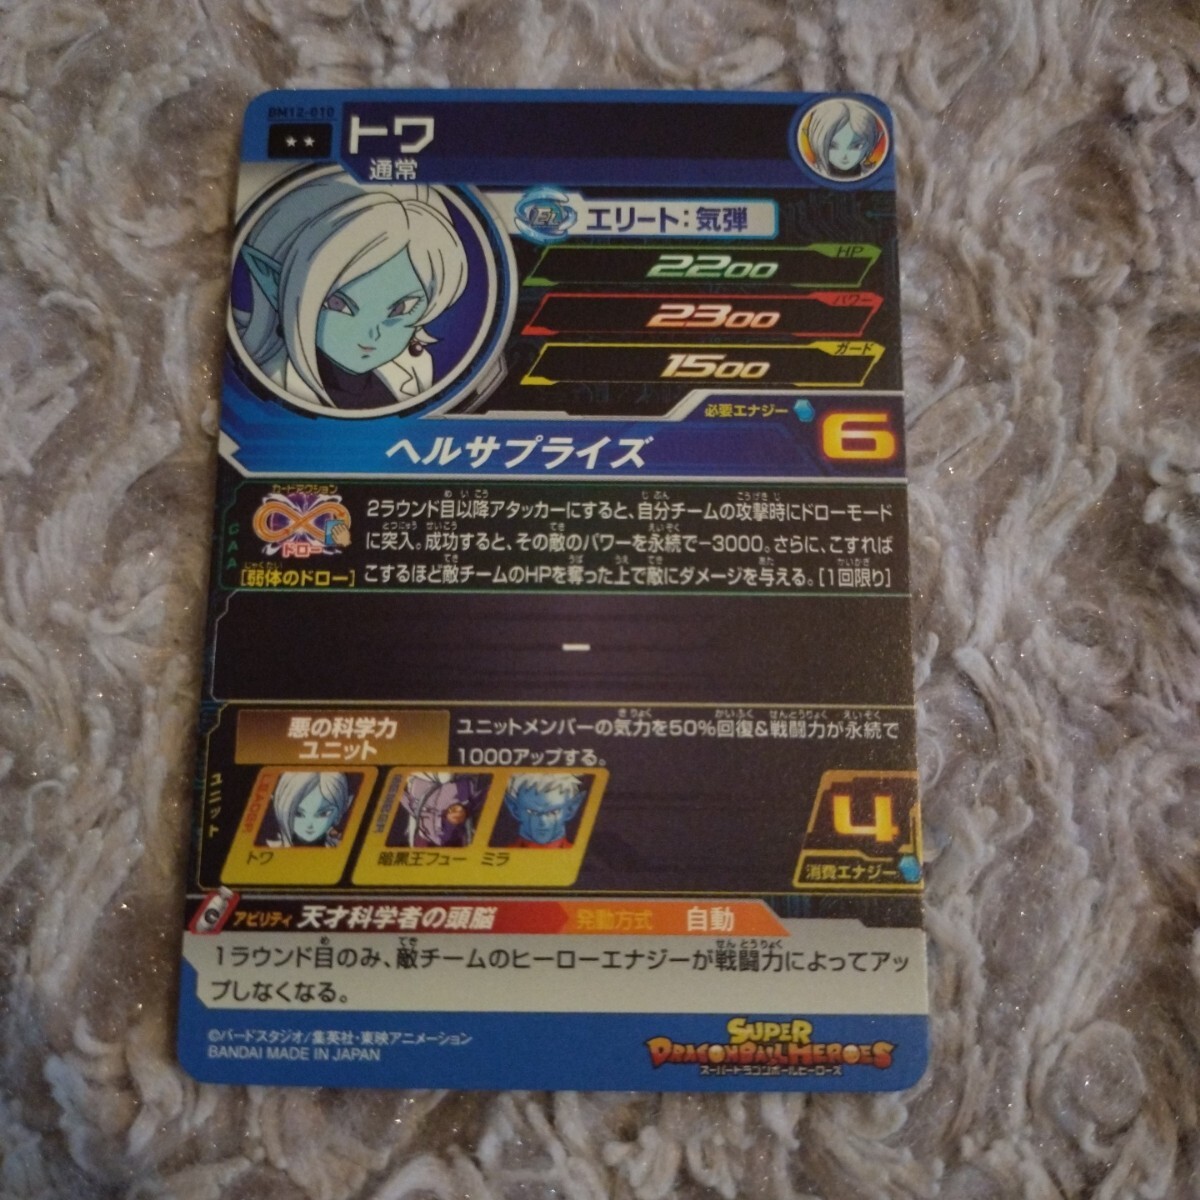 BM12-010
★★
トワ
通常
エリート：気弾
HP
2200
パワー
2300
ガード
1500
必要エナジー
6
ヘルサプライズ
CAA
カードアクション
ドロー
[弱体のドロー]
2ラウンド目以降アタッカーにすると、自分チームの攻撃時にドローモード
に突入。成功すると、その敵のパワーを永続で−3000。さらに、こすれば
こするほど敵チームのHPを奪った上で敵にダメージを与える。[1回限り]
−
ユニット
悪の科学力
ユニット
ユニットメンバーの気力を50%回復&戦闘力が永続で
1000アップする。
トワ
暗黒王フュー
ミラ
4
消費エナジー
アビリティ 天才科学者の頭脳
発動方式 自動
1ラウンド目のみ、敵チームのヒーローエナジーが戦闘力によってアッ
プしなくなる。
©バードスタジオ/集英社・東映アニメーション
BANDAI MADE IN JAPAN
SUPER
DRAGONBALL HEROES
スーパードラゴンボールヒーローズ